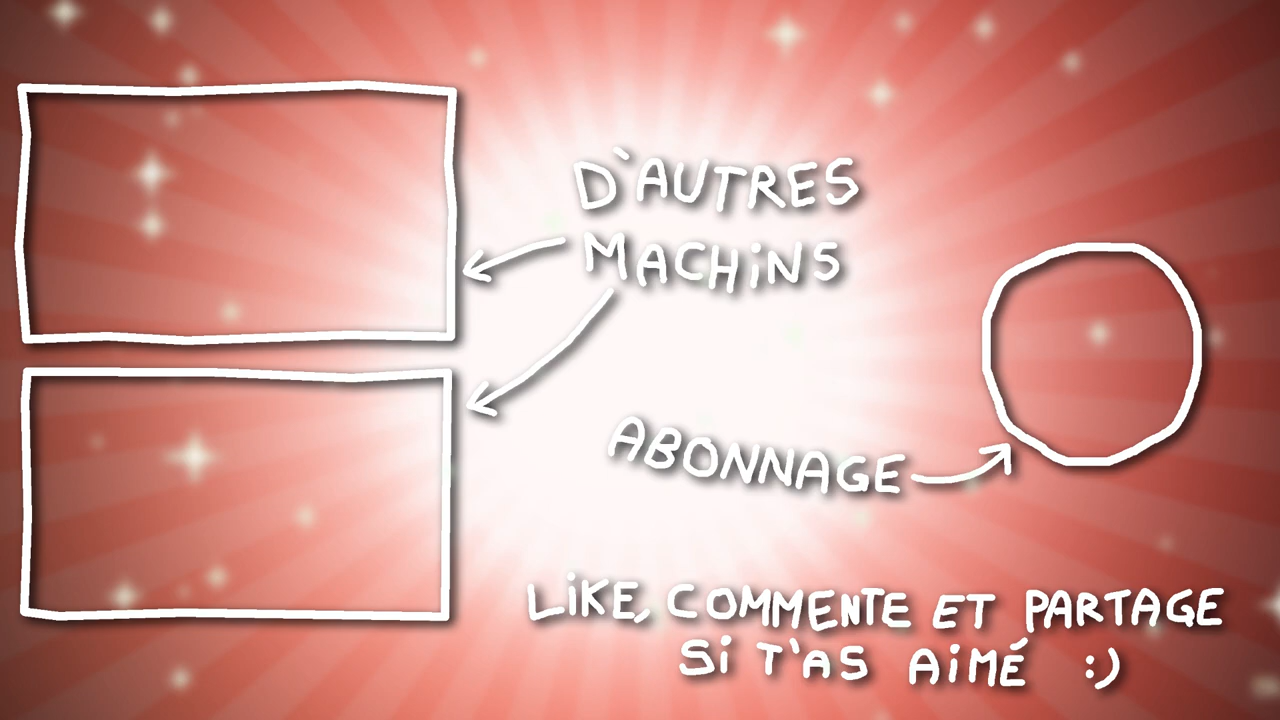 D'AUTRES
MACHiNS
ABONNAGE
LiKE, COMMENTE ET PARTAGE
Si T'AS AiMÉ :)